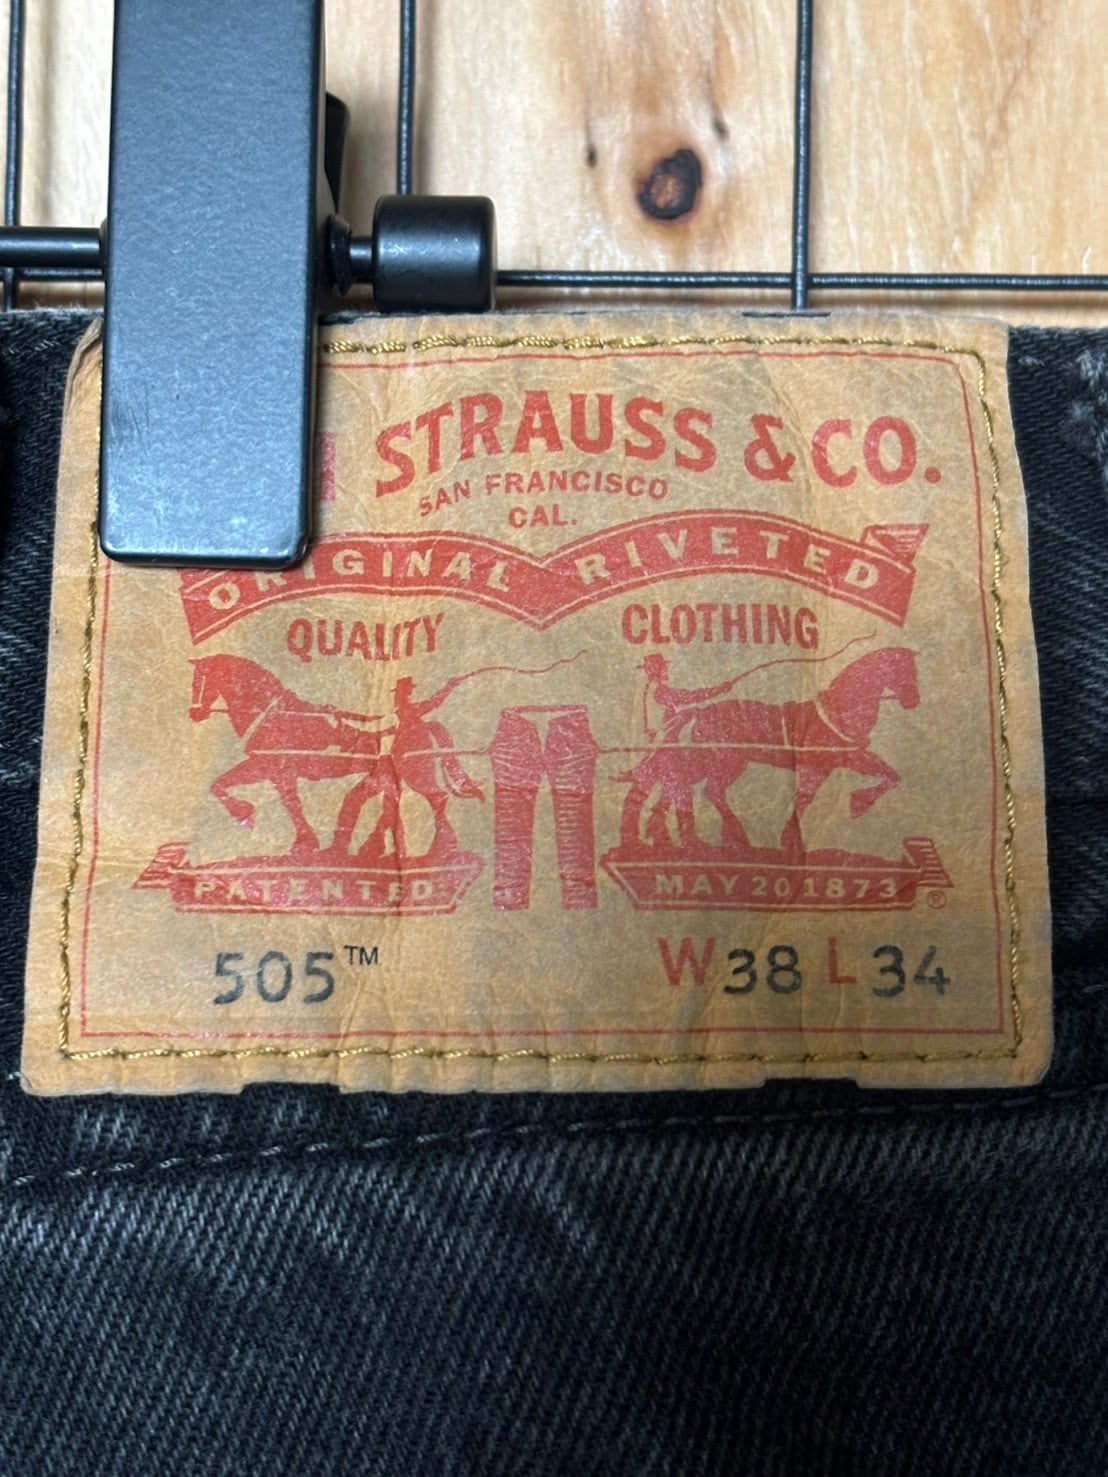 STRAUSS & CO.
SAN FRANCISCO
CAL.
ORIGINAL RIVETED
QUALITY CLOTHING
PATENTED MAY 20 1873 ®
505™ W38 L34